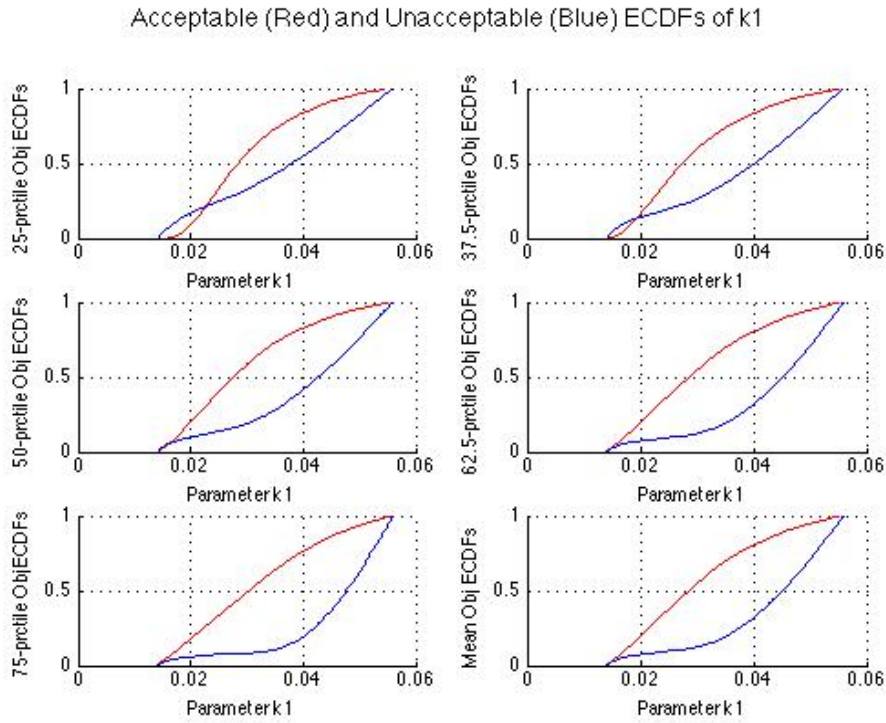 Acceptable (Red) and Unacceptable (Blue) ECDFs of k1
25-prctile Obj ECDFs
1
0.5
0
0 0.02 0.04 0.06
Parameter k1
37.5-prctile Obj ECDFs
1
0.5
0
0 0.02 0.04 0.06
Parameter k1
50-prctile Obj ECDFs
1
0.5
0
0 0.02 0.04 0.06
Parameter k1
62.5-prctile Obj ECDFs
1
0.5
0
0 0.02 0.04 0.06
Parameter k1
75-prctile Obj ECDFs
1
0.5
0
0 0.02 0.04 0.06
Parameter k1
Mean Obj ECDFs
1
0.5
0
0 0.02 0.04 0.06
Parameter k1